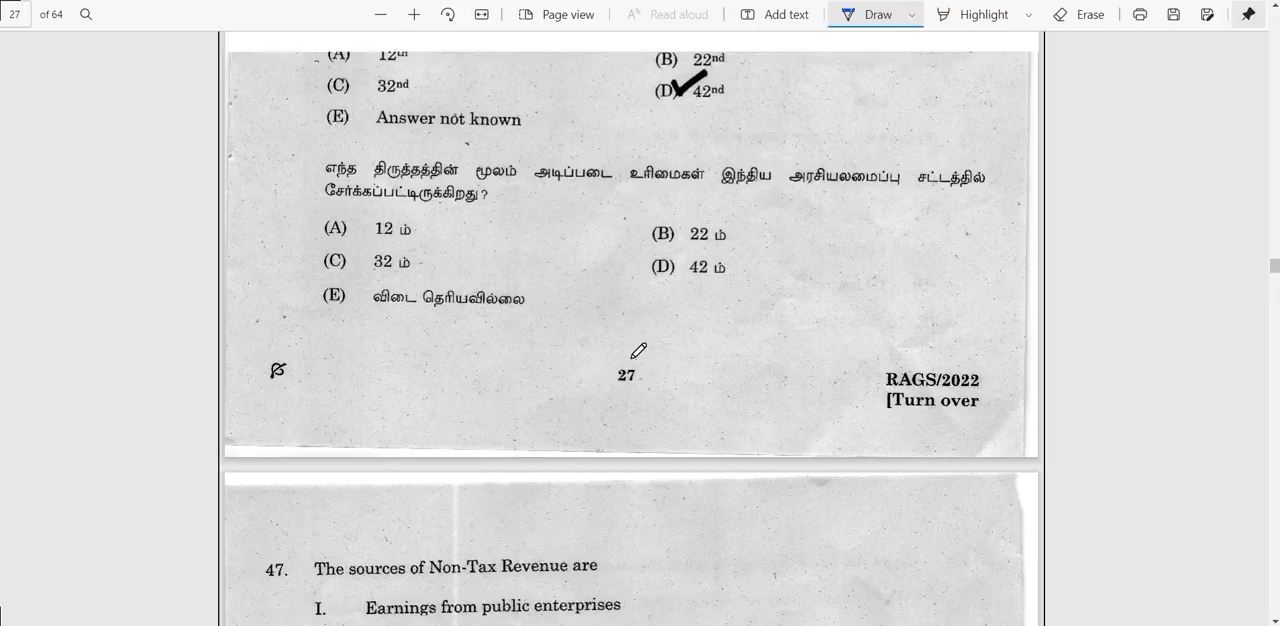 27 of 64 Page view Read aloud Add text Draw Highlight Erase
(A) 12th (B) 22nd
(C) 32nd (D) 42nd
(E) Answer not known
எந்த திருத்தத்தின் மூலம் அடிப்படை உரிமைகள் இந்திய அரசியலமைப்பு சட்டத்தில்
சேர்க்கப்பட்டிருக்கிறது?
(A) 12 ம் (B) 22 ம்
(C) 32 ம் (D) 42 ம்
(E) விடை தெரியவில்லை
27 RAGS/2022
[Turn over
47. The sources of Non-Tax Revenue are
I. Earnings from public enterprises